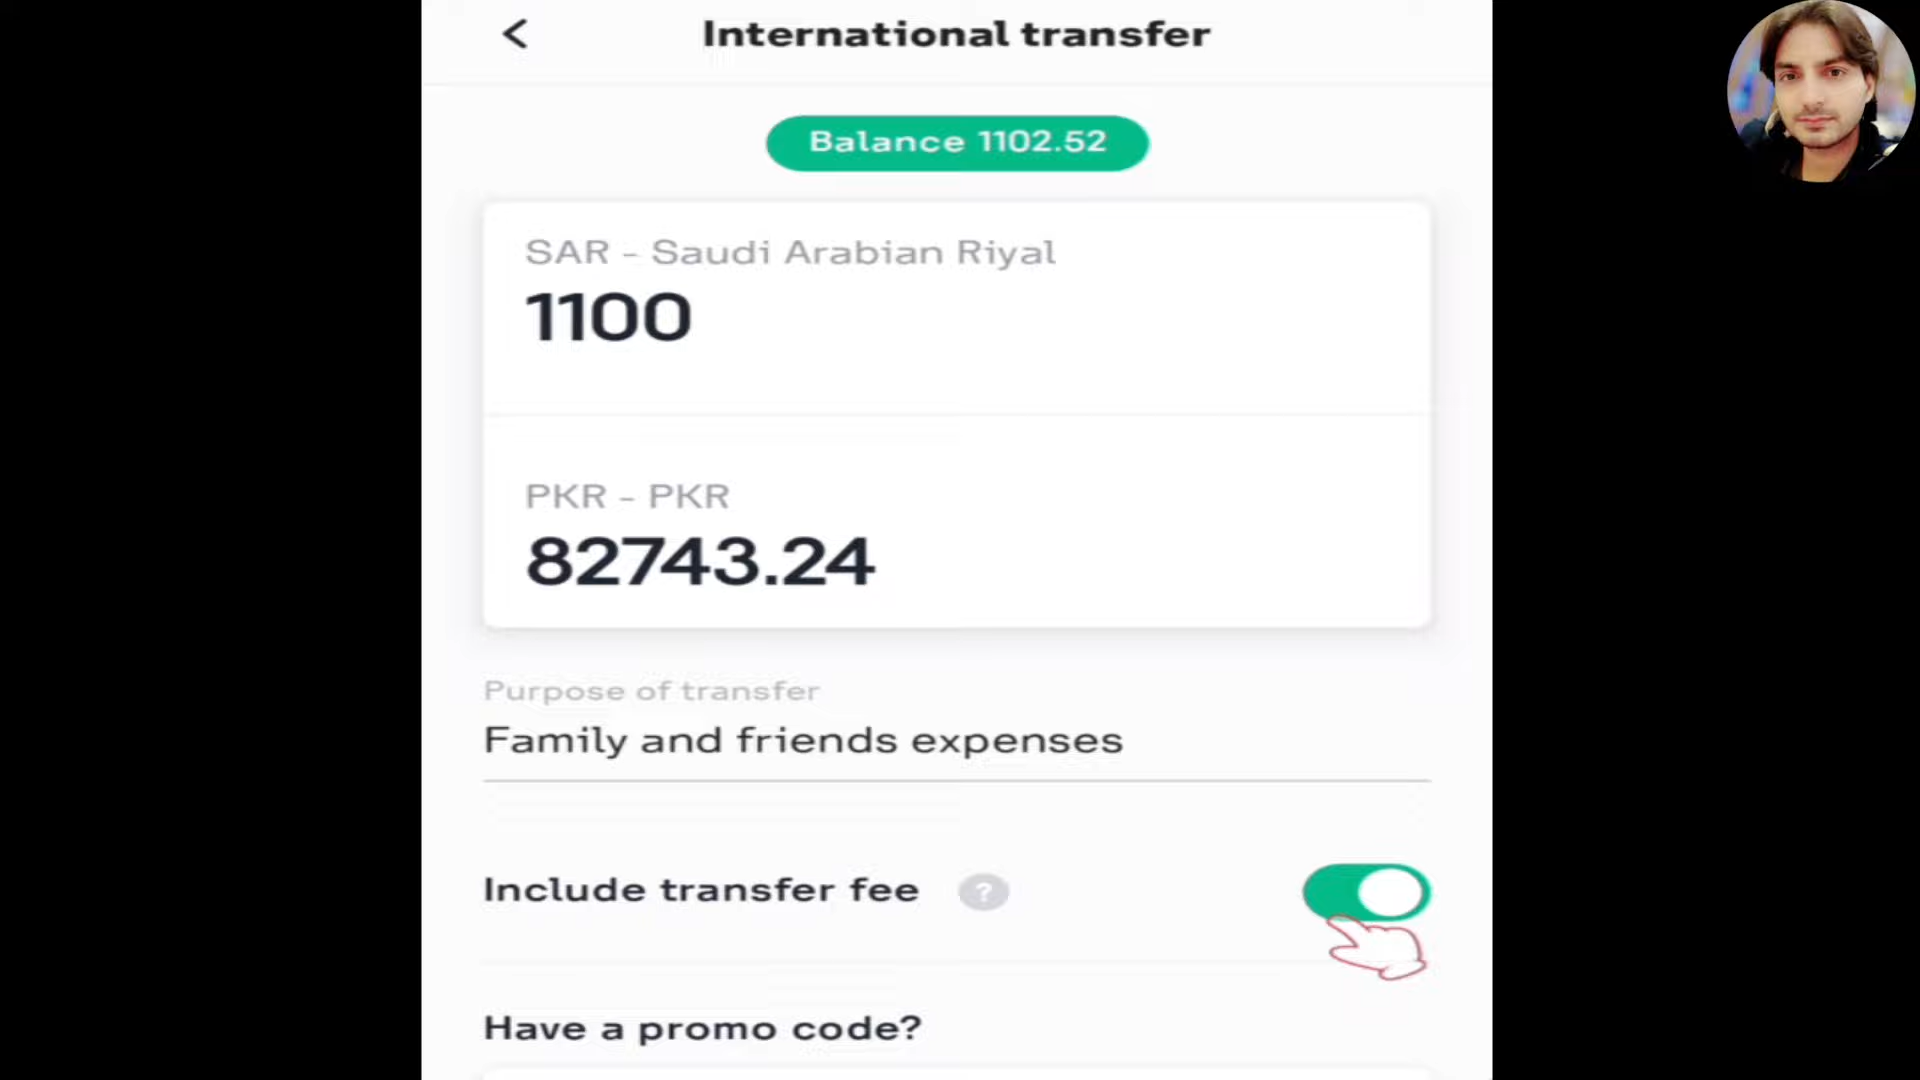 International transfer
Balance 1102.52
SAR - Saudi Arabian Riyal
1100
PKR - PKR
82743.24
Purpose of transfer
Family and friends expenses
Include transfer fee ?
Have a promo code?